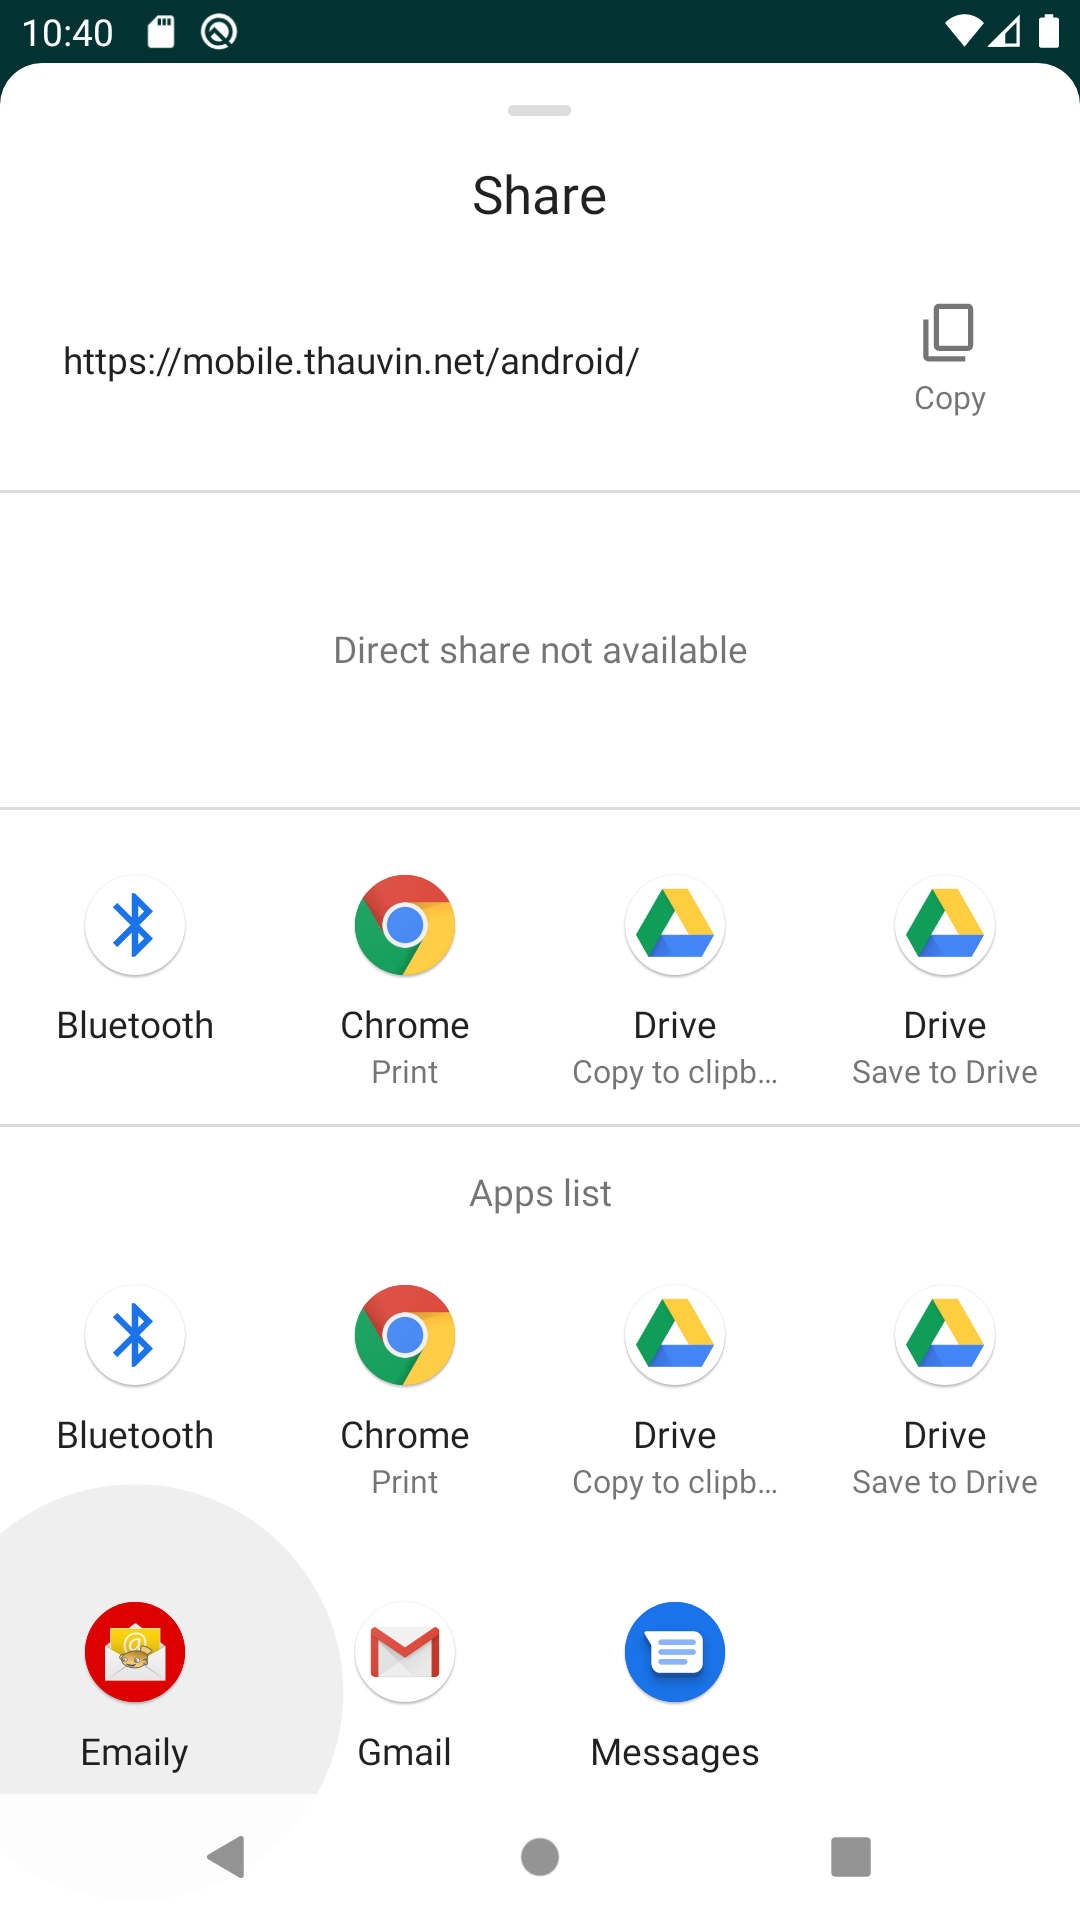 10:40
Share
https://mobile.thauvin.net/android/
Copy
Direct share not available
Bluetooth Chrome Drive Drive
Print Copy to clipb... Save to Drive
Apps list
Bluetooth Chrome Drive Drive
Print Copy to clipb... Save to Drive
Emaily Gmail Messages